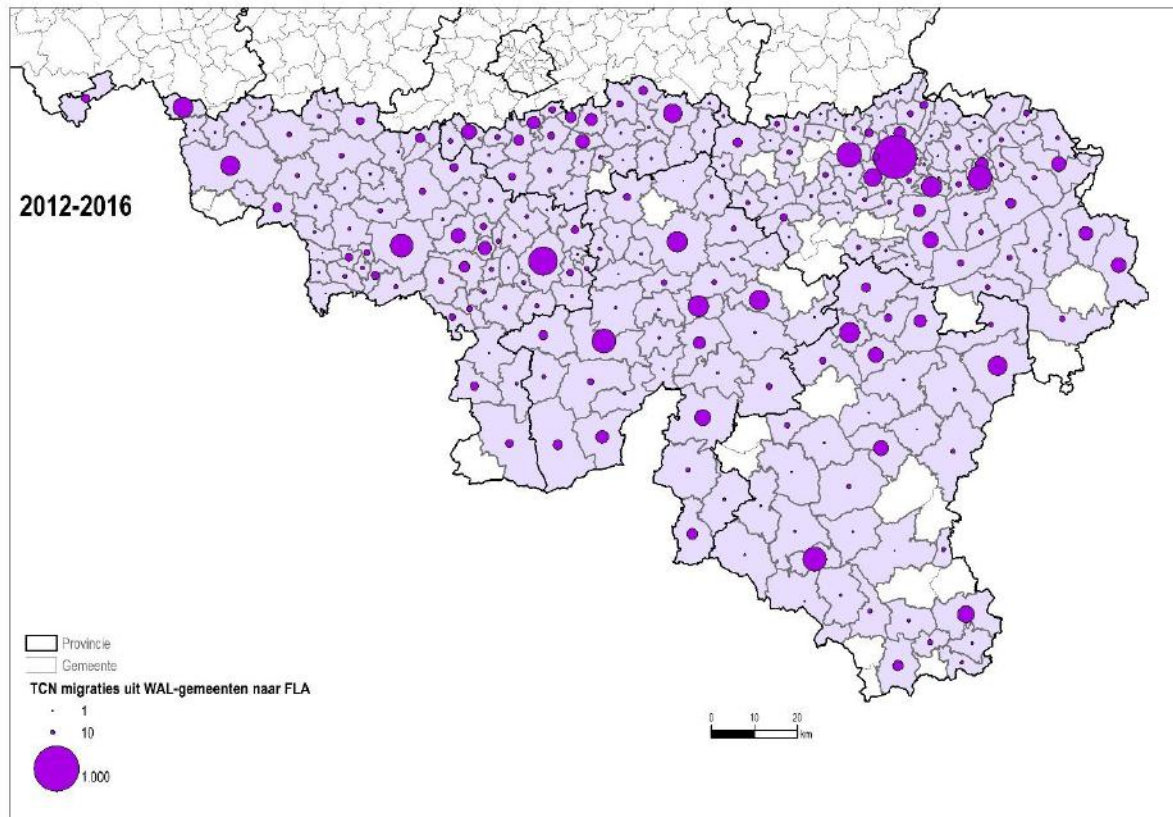 2012-2016
Provincie
Gemeente
TCN migraties uit WAL-gemeenten naar FLA
1
10
1.000
0 10 20
km